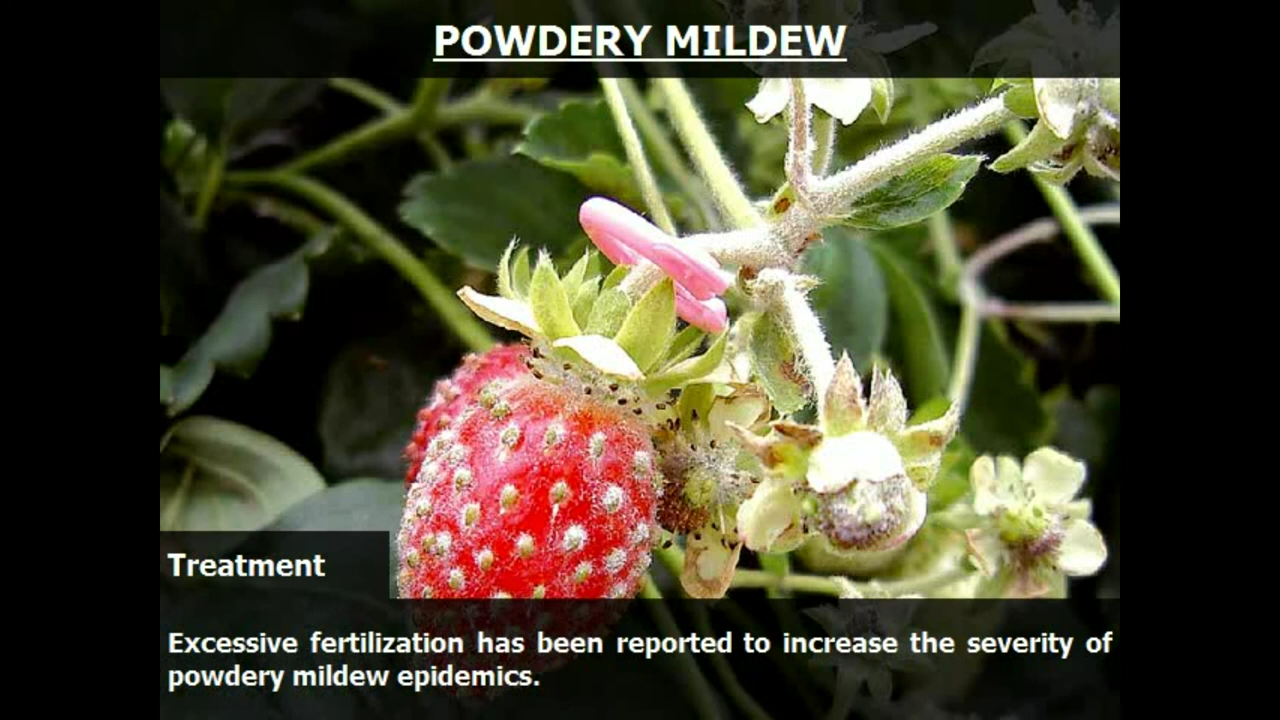 POWDERY MILDEW
Treatment
Excessive fertilization has been reported to increase the severity of
powdery mildew epidemics.